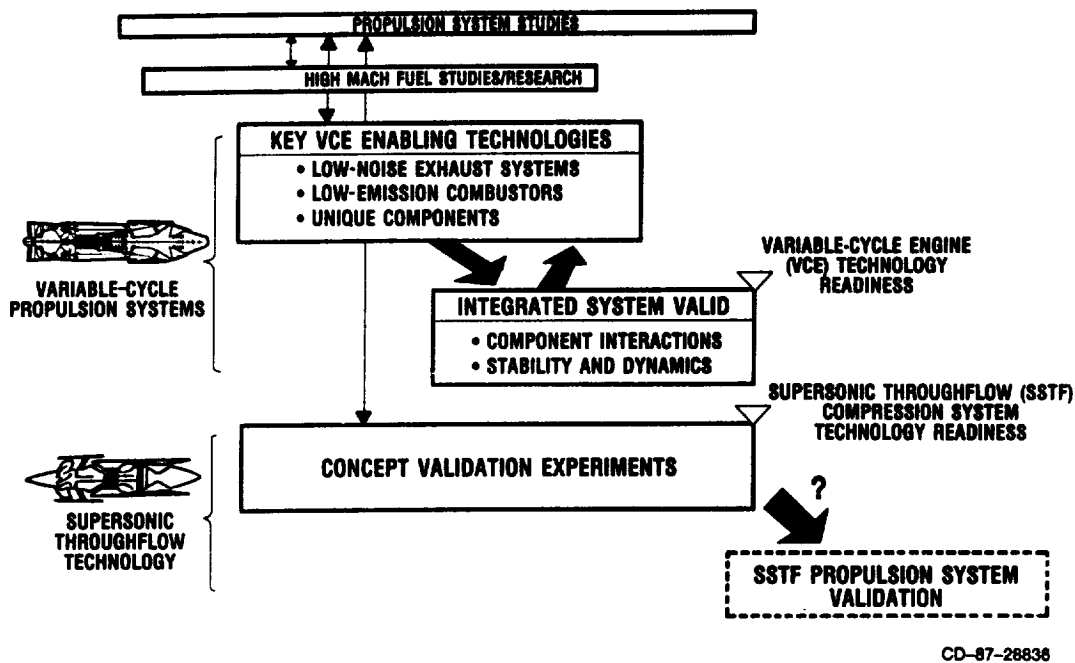 PROPULSION SYSTEM STUDIES
HIGH MACH FUEL STUDIES/RESEARCH
KEY VCE ENABLING TECHNOLOGIES
• LOW-NOISE EXHAUST SYSTEMS
• LOW-EMISSION COMBUSTORS
• UNIQUE COMPONENTS
VARIABLE-CYCLE
PROPULSION SYSTEMS
VARIABLE-CYCLE ENGINE
(VCE) TECHNOLOGY
READINESS
INTEGRATED SYSTEM VALID
• COMPONENT INTERACTIONS
• STABILITY AND DYNAMICS
SUPERSONIC THROUGHFLOW (SSTF)
COMPRESSION SYSTEM
TECHNOLOGY READINESS
CONCEPT VALIDATION EXPERIMENTS
SUPERSONIC
THROUGHFLOW
TECHNOLOGY
?
SSTF PROPULSION SYSTEM
VALIDATION
CD-87-28838